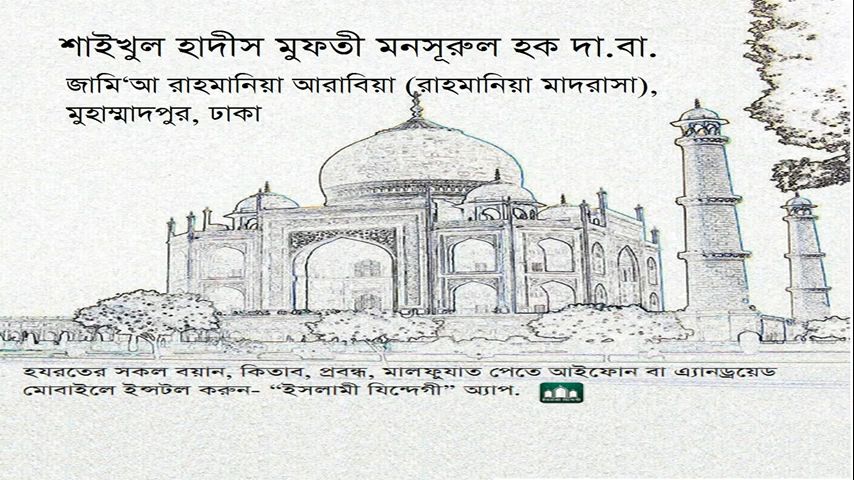 শাইখুল হাদীস মুফতী মনসূরুল হক দা.বা.
জামি‘আ রাহমানিয়া আরাবিয়া (রাহমানিয়া মাদরাসা),
মুহাম্মাদপুর, ঢাকা
হযরতের সকল বয়ান, কিতাব, প্রবন্ধ, মালফুযাত পেতে আইফোন বা এ্যানড্রয়েড
মোবাইলে ইন্সটল করুন- “ইসলামী যিন্দেগী” অ্যাপ.